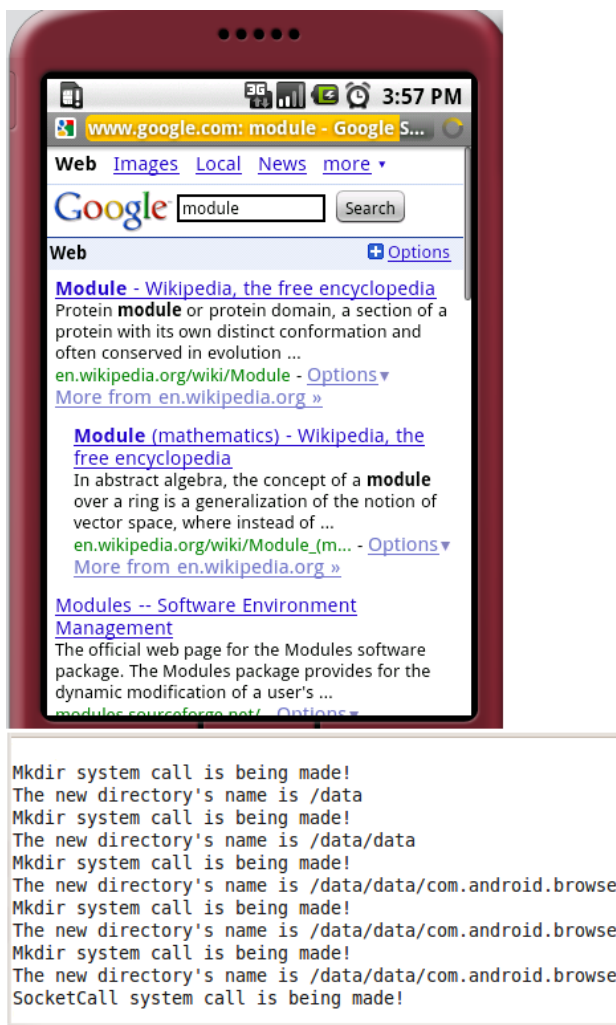 3G 3:57 PM
www.google.com: module - Google S...
Web Images Local News more
Google module Search
Web Options
Module - Wikipedia, the free encyclopedia
Protein module or protein domain, a section of a
protein with its own distinct conformation and
often conserved in evolution ...
en.wikipedia.org/wiki/Module - Options
More from en.wikipedia.org »
Module (mathematics) - Wikipedia, the
free encyclopedia
In abstract algebra, the concept of a module
over a ring is a generalization of the notion of
vector space, where instead of ...
en.wikipedia.org/wiki/Module_(m... - Options
More from en.wikipedia.org »
Modules -- Software Environment
Management
The official web page for the Modules software
package. The Modules package provides for the
dynamic modification of a user's ...
modules.sourceforge.net/ Options
Mkdir system call is being made!
The new directory's name is /data
Mkdir system call is being made!
The new directory's name is /data/data
Mkdir system call is being made!
The new directory's name is /data/data/com.android.browse
Mkdir system call is being made!
The new directory's name is /data/data/com.android.browse
Mkdir system call is being made!
The new directory's name is /data/data/com.android.browse
SocketCall system call is being made!